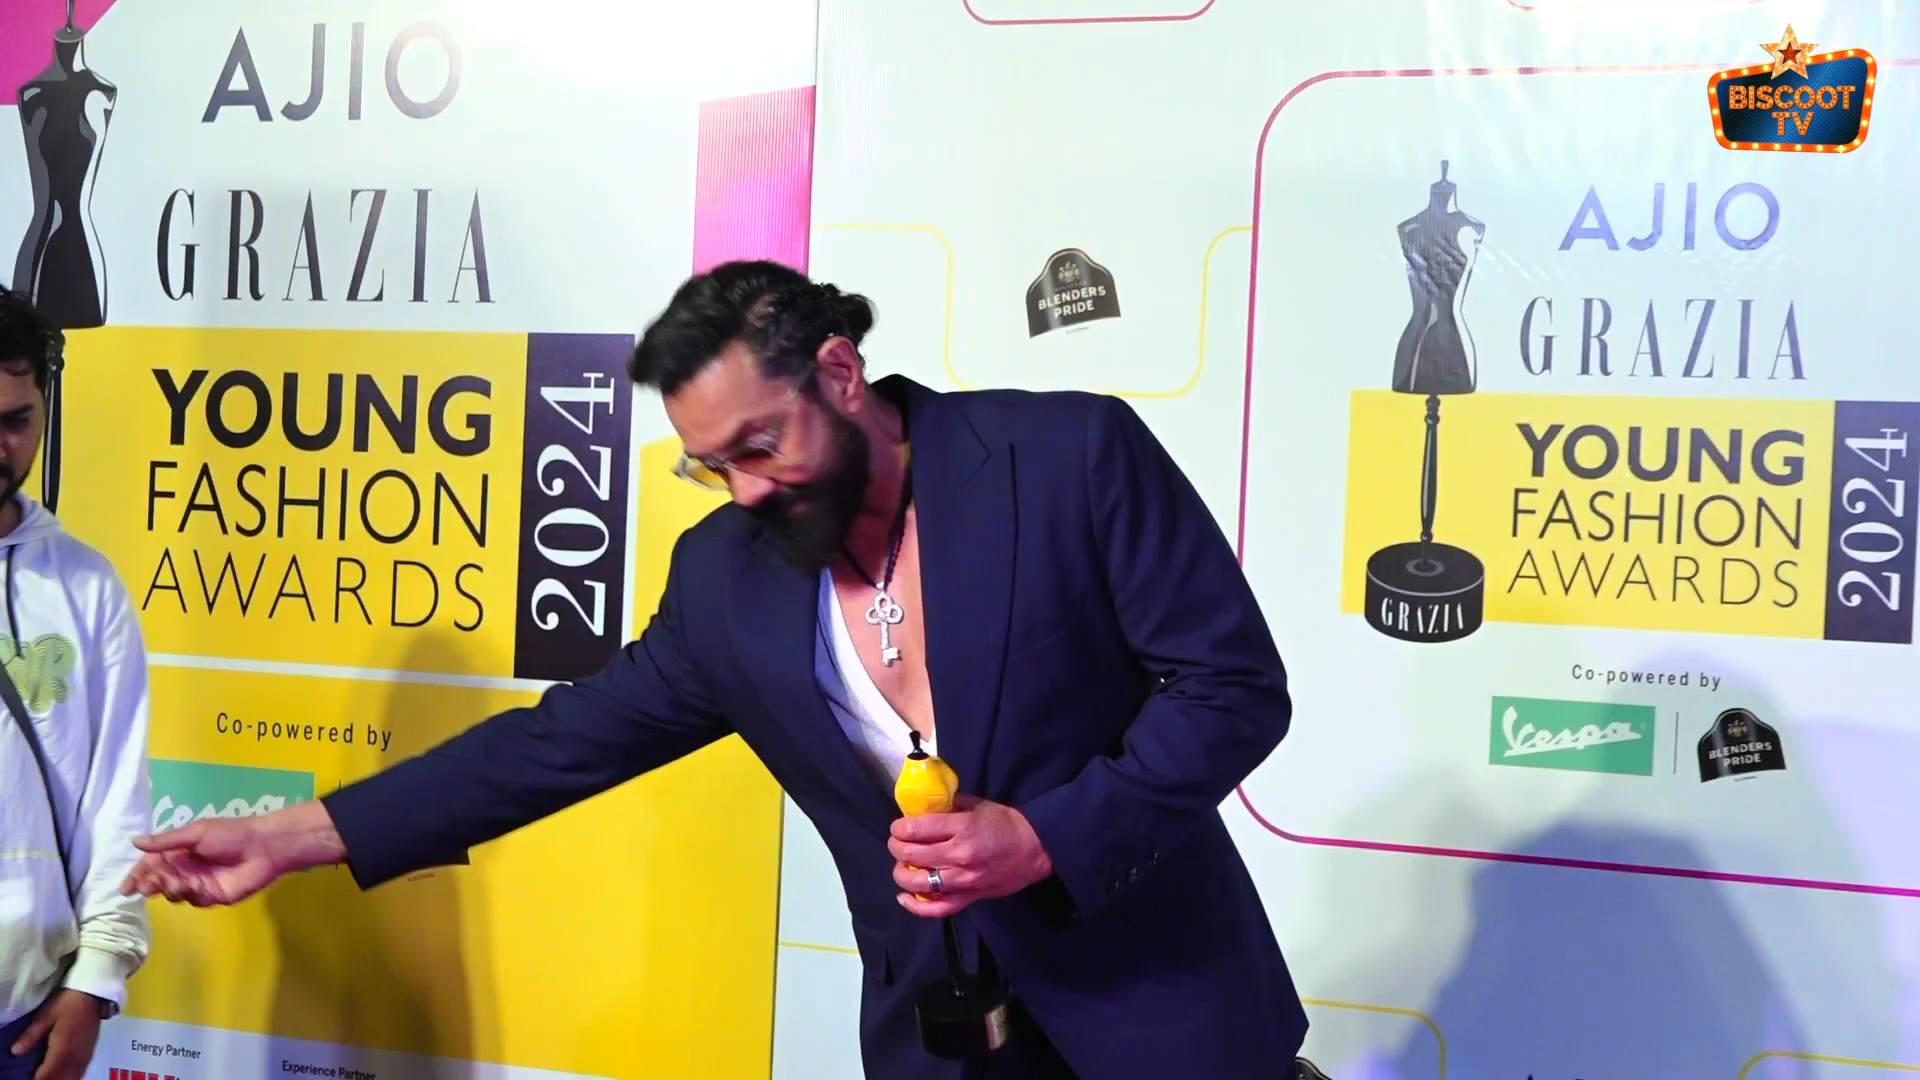 AJIO
GRAZIA
YOUNG
FASHION
AWARDS
2024
Co-powered by
Vespa
Energy Partner
Experience Partner
BLENDERS
PRIDE
BISCOOT
TV
AJIO
GRAZIA
YOUNG
FASHION
AWARDS
2024
GRAZIA
Co-powered by
Vespa
BLENDERS
PRIDE